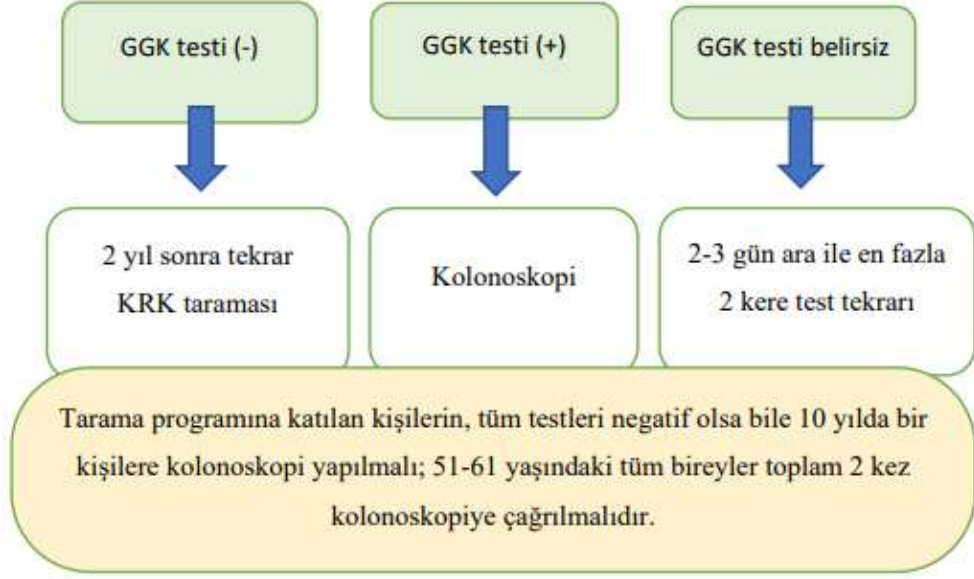 GGK testi (-)
GGK testi (+)
GGK testi belirsiz
2 yıl sonra tekrar
KRK taraması
Kolonoskopi
2-3 gün ara ile en fazla
2 kere test tekrarı
Tarama programına katılan kişilerin, tüm testleri negatif olsa bile 10 yılda bir
kişilere kolonoskopi yapılmalı; 51-61 yaşındaki tüm bireyler toplam 2 kez
kolonoskopiye çağrılmalıdır.